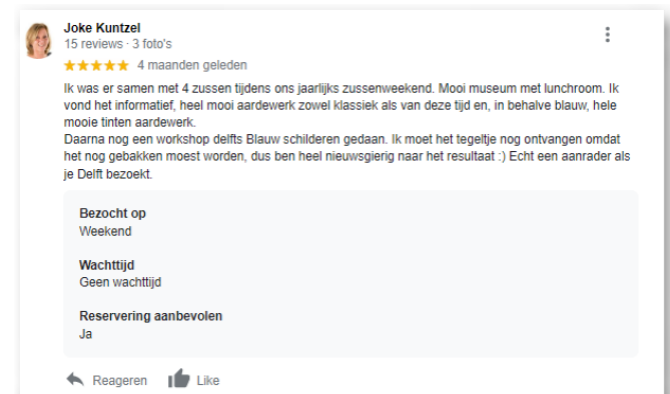 Joke Kuntzel
15 reviews · 3 foto's
4 maanden geleden
Ik was er samen met 4 zussen tijdens ons jaarlijks zussenweekend. Mooi museum met lunchroom. Ik
vond het informatief, heel mooi aardewerk zowel klassiek als van deze tijd en, in behalve blauw, hele
mooie tinten aardewerk.
Daarna nog een workshop delfts Blauw schilderen gedaan. Ik moet het tegeltje nog ontvangen omdat
het nog gebakken moest worden, dus ben heel nieuwsgierig naar het resultaat :) Echt een aanrader als
je Delft bezoekt.
Bezocht op
Weekend
Wachttijd
Geen wachttijd
Reservering aanbevolen
Ja
Reageren Like